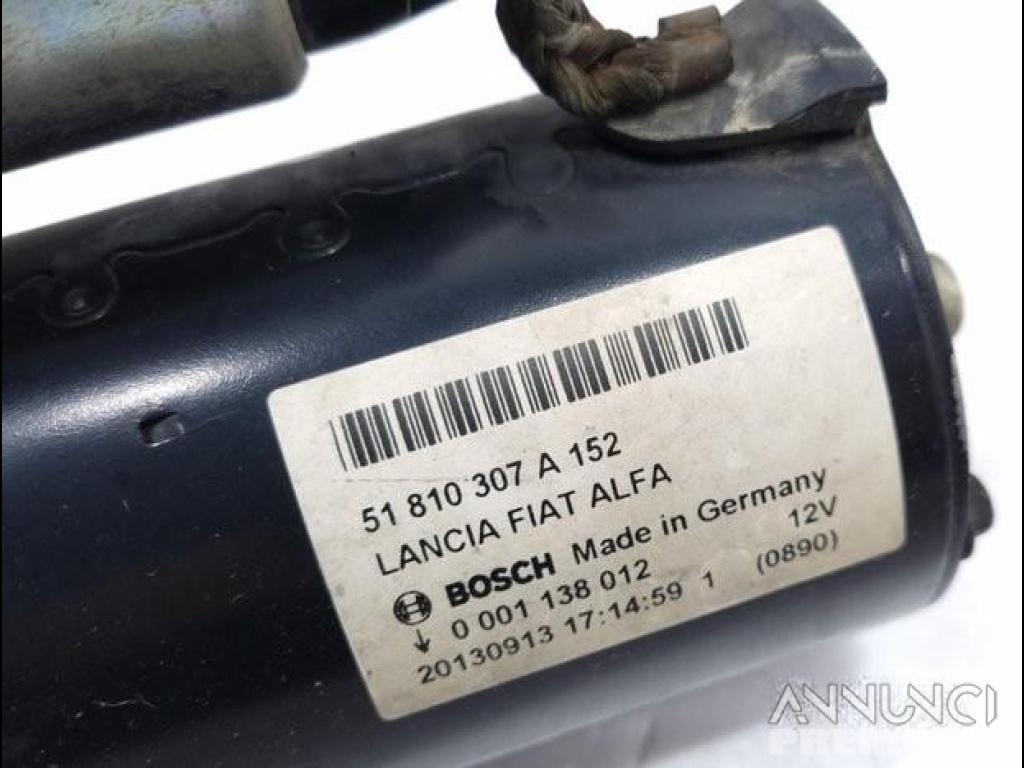 51 810 307 A 152
LANCIA FIAT ALFA
BOSCH Made in Germany
0 001 138 012 12V
20130913 17:14:59 1 (0890)
ANNUNCI
PREMIUM